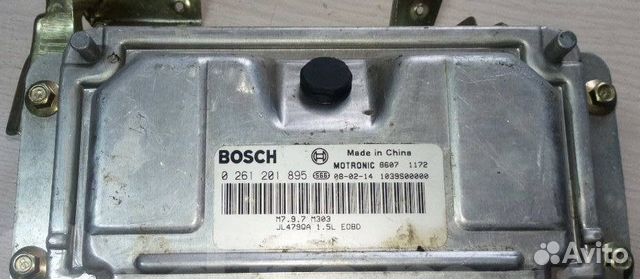 BOSCH
Made in China
MOTRONIC 8607 1172
0 261 201 895 S66 08-02-14 1039S00000
M7.9.7 M303
JL479QA 1.5L EOBD
Avito